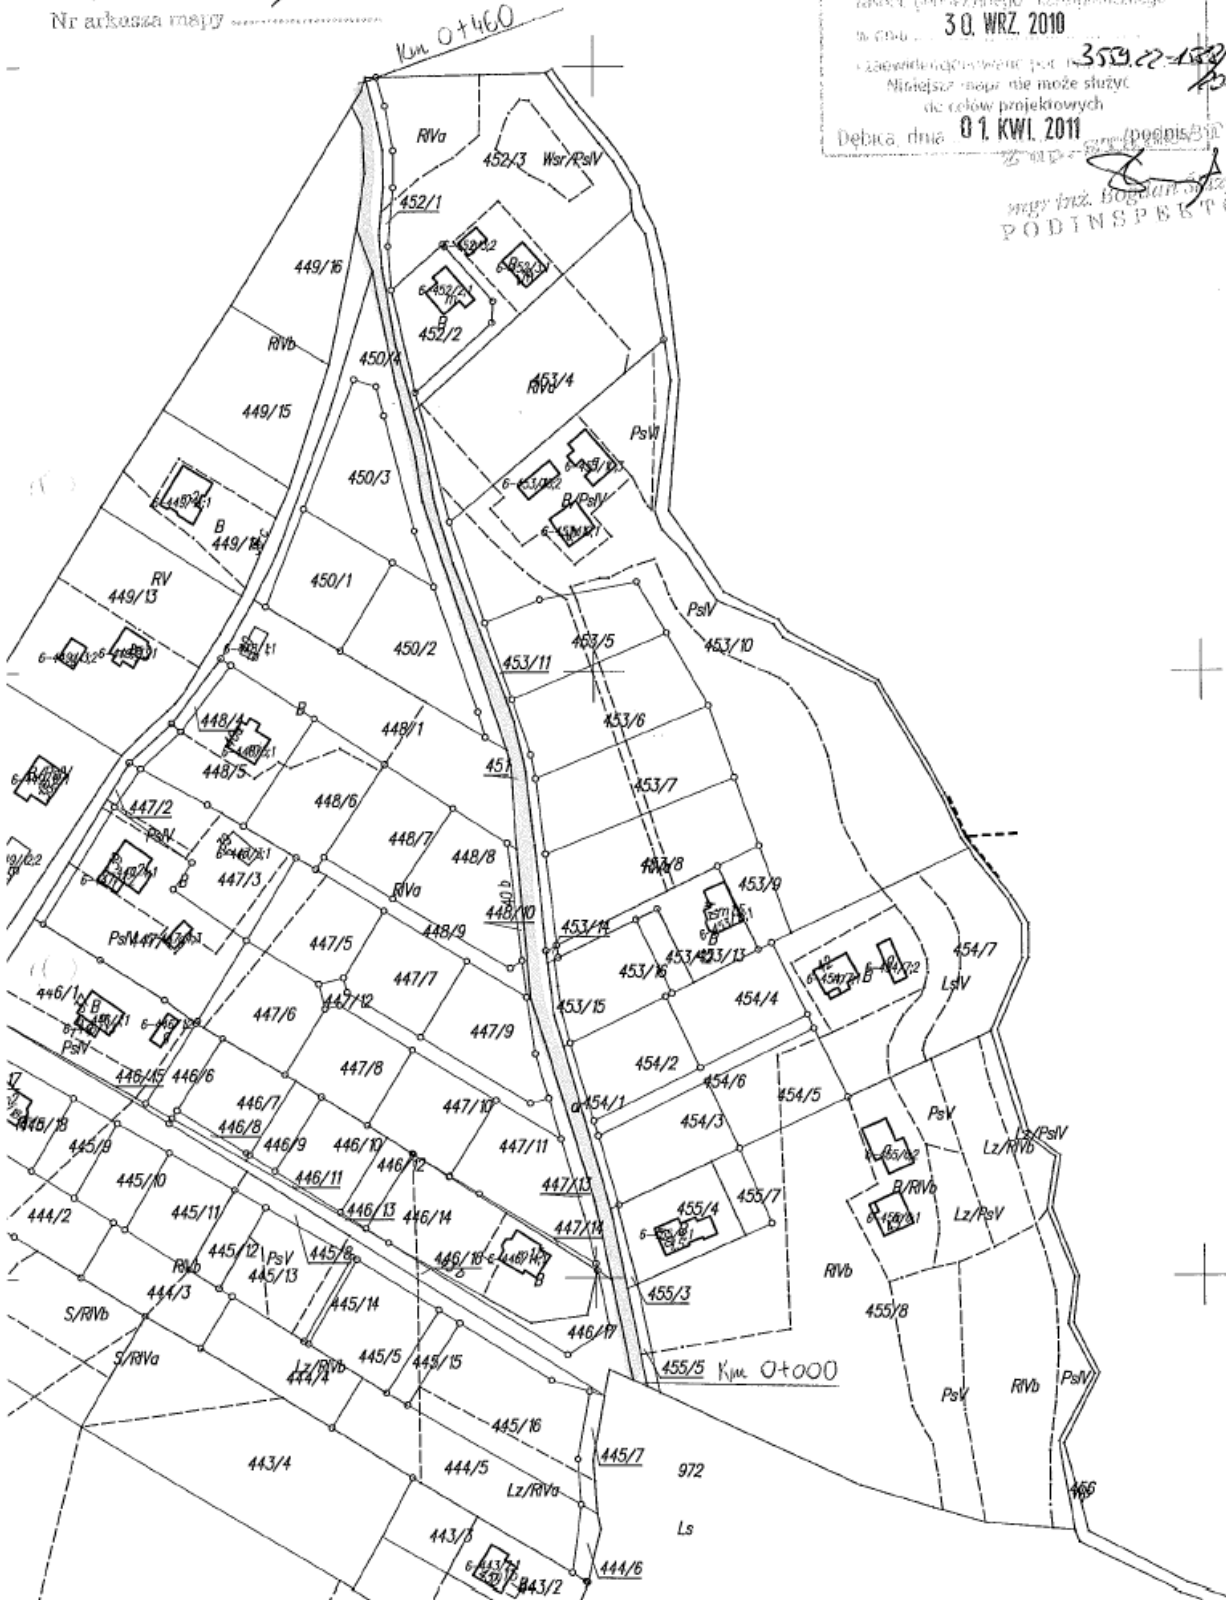 Nr arkusza mapy
Km 0+460
30. WRZ. 2010
3559.22-1552
Niniejsza mapa nie może służyć
do celów projektowych
Dębica, dnia 01. KWI. 2011 (podpis)
mgr inż. Bogdan
PODINSPEKTO
RIVa
452/3
Wsr/PsIV
452/1
449/16
452/2
B
RIVb
450/4
453/4
449/15
PsVI
450/3
B/PsIV
B
449/13
RV
450/1
PsIV
453/5
453/10
450/2
453/11
448/4
B
448/1
453/6
451
448/5
453/7
447/2
448/6
448/7
PsIV
448/8
453/8
453/9
447/3
B
RIVa
40 b
448/10
448/9
453/14
453/13
447/5
454/7
447/7
453/16
LsIV
446/1
447/12
453/15
454/4
447/6
447/9
PsIV
454/2
447/8
446/15
446/6
454/6
454/5
446/7
447/10
454/1
454/3
PsV
Lz/PsIV
Lz/RIVb
445/9
446/8
446/9
446/10
447/11
445/10
446/11
446/12
447/13
455/7
B/RIVb
444/2
445/11
446/13
446/14
447/14
455/4
Lz/PsV
445/12
445/8
PsV
446/16
RIVb
445/13
RIVb
444/3
445/14
455/3
455/8
S/RIVb
446/17
S/RIVa
Lz/RIVb
444/4
445/5
445/15
455/5
Km 0+000
PsV
RIVb
PsIV
445/16
445/7
443/4
444/5
972
Lz/RIVa
456
443/3
Ls
444/6
443/2